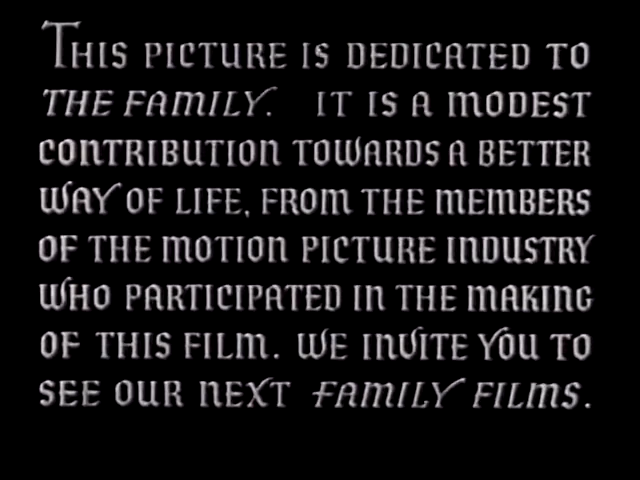 THIS PICTURE IS DEDICATED TO
THE FAMILY. IT IS A MODEST
CONTRIBUTION TOWARDS A BETTER
WAY OF LIFE, FROM THE MEMBERS
OF THE MOTION PICTURE INDUSTRY
WHO PARTICIPATED IN THE MAKING
OF THIS FILM. WE INVITE YOU TO
SEE OUR NEXT FAMILY FILMS.